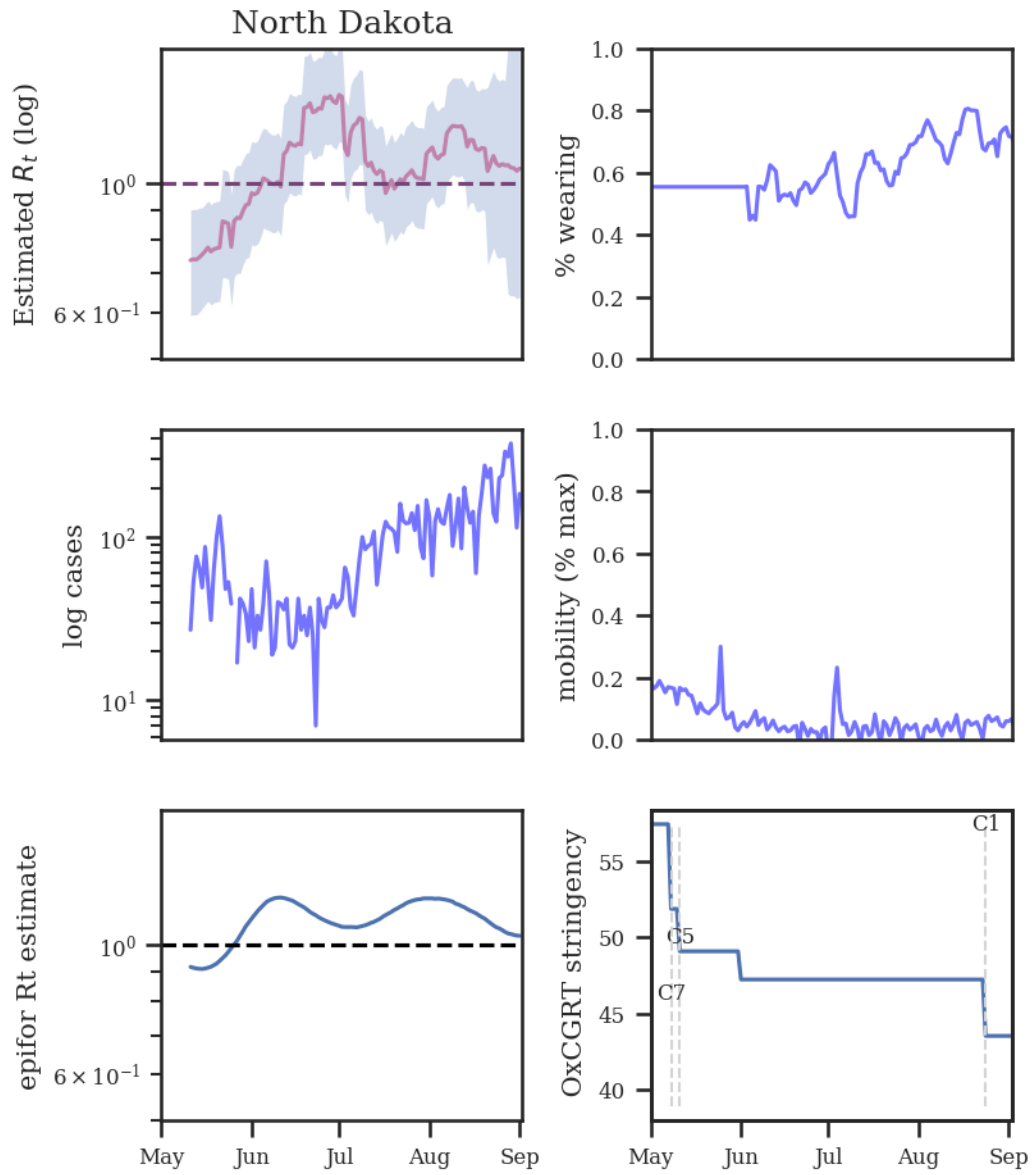 North Dakota
Estimated R_t (log)
10^0
6 × 10^-1
% wearing
1.0
0.8
0.6
0.4
0.2
0.0
log cases
10^2
10^1
mobility (% max)
1.0
0.8
0.6
0.4
0.2
0.0
epifor Rt estimate
10^0
6 × 10^-1
May Jun Jul Aug Sep
OxCGRT stringency
55
50
45
40
C1
C5
C7
May Jun Jul Aug Sep